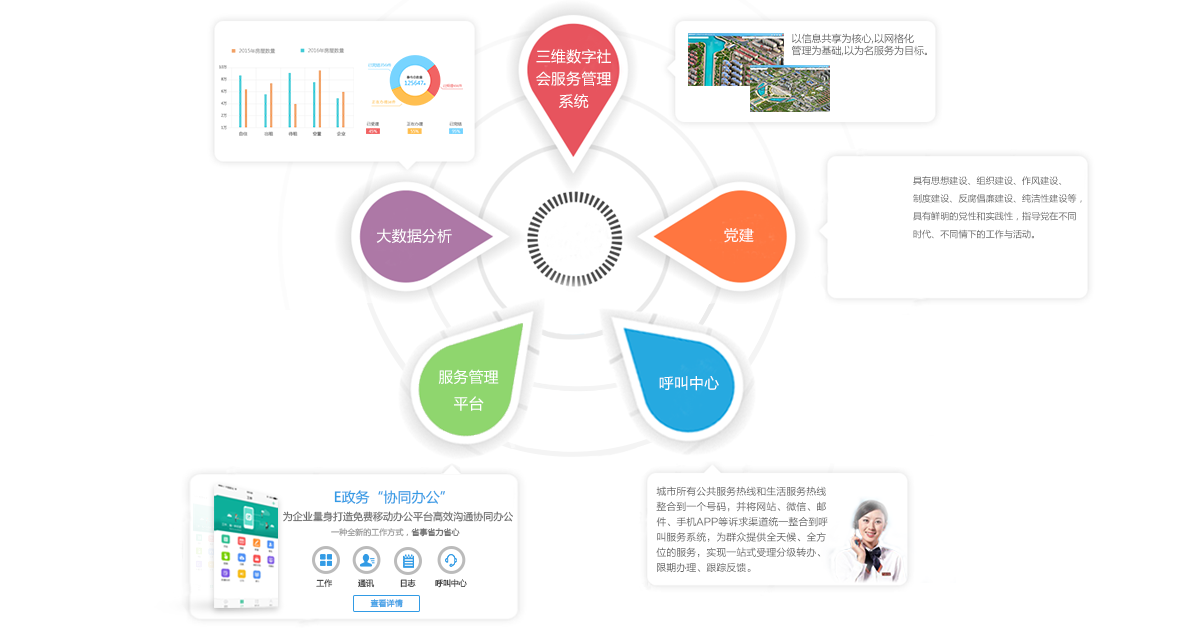 三维数字社
会服务管理
系统
以信息共享为核心,以网格化
管理为基础,以为名服务为目标。
2015年商量数量
2016年商量数量
125647
45%
大数据分析
党建
具有思想建设、组织建设、作风建设、
制度建设、反腐倡廉建设、纯洁性建设等，
具有鲜明的党性和实践性，指导党在不同
时代、不同情下的工作与活动。
服务管理
平台
呼叫中心
E政务“协同办公”
为企业量身打造免费移动办公平台高效沟通协同办公
一种全新的工作方式，省事省力省心
工作
通讯
日志
呼叫中心
查看详情
城市所有公共服务热线和生活服务热线
整合到一个号码，并将网站、微信、邮
件、手机APP等诉求渠道统一整合到呼
叫服务系统，为群众提供全天候、全方
位的服务，实现一站式受理分级转办、
限期办理、跟踪反馈。